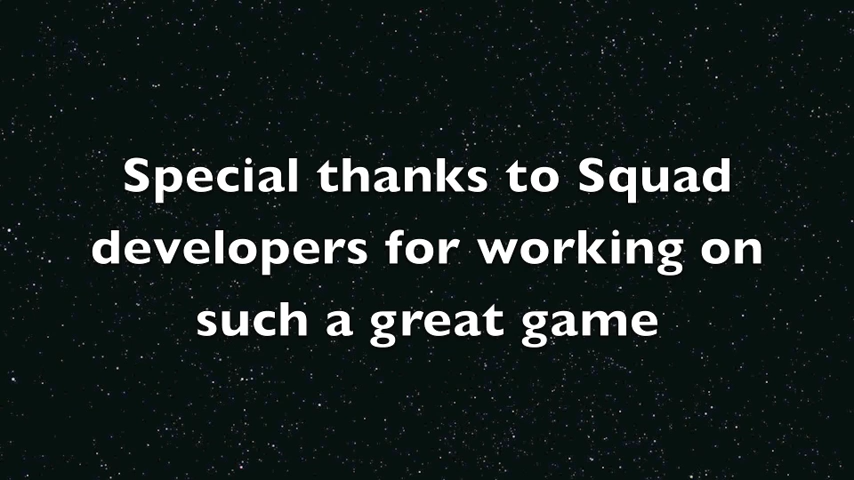 Special thanks to Squad
developers for working on
such a great game